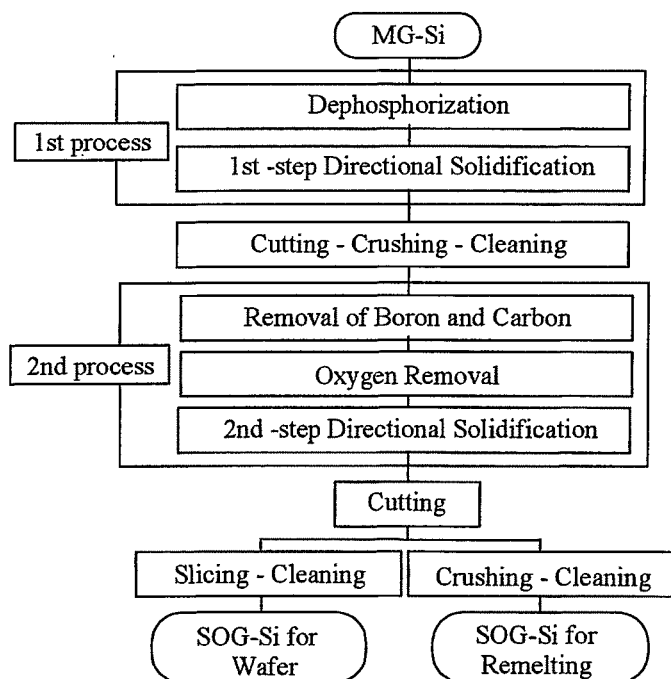 MG-Si
Dephosphorization
1st process
1st -step Directional Solidification
Cutting - Crushing - Cleaning
Removal of Boron and Carbon
2nd process
Oxygen Removal
2nd -step Directional Solidification
Cutting
Slicing - Cleaning
Crushing - Cleaning
SOG-Si for
Wafer
SOG-Si for
Remelting